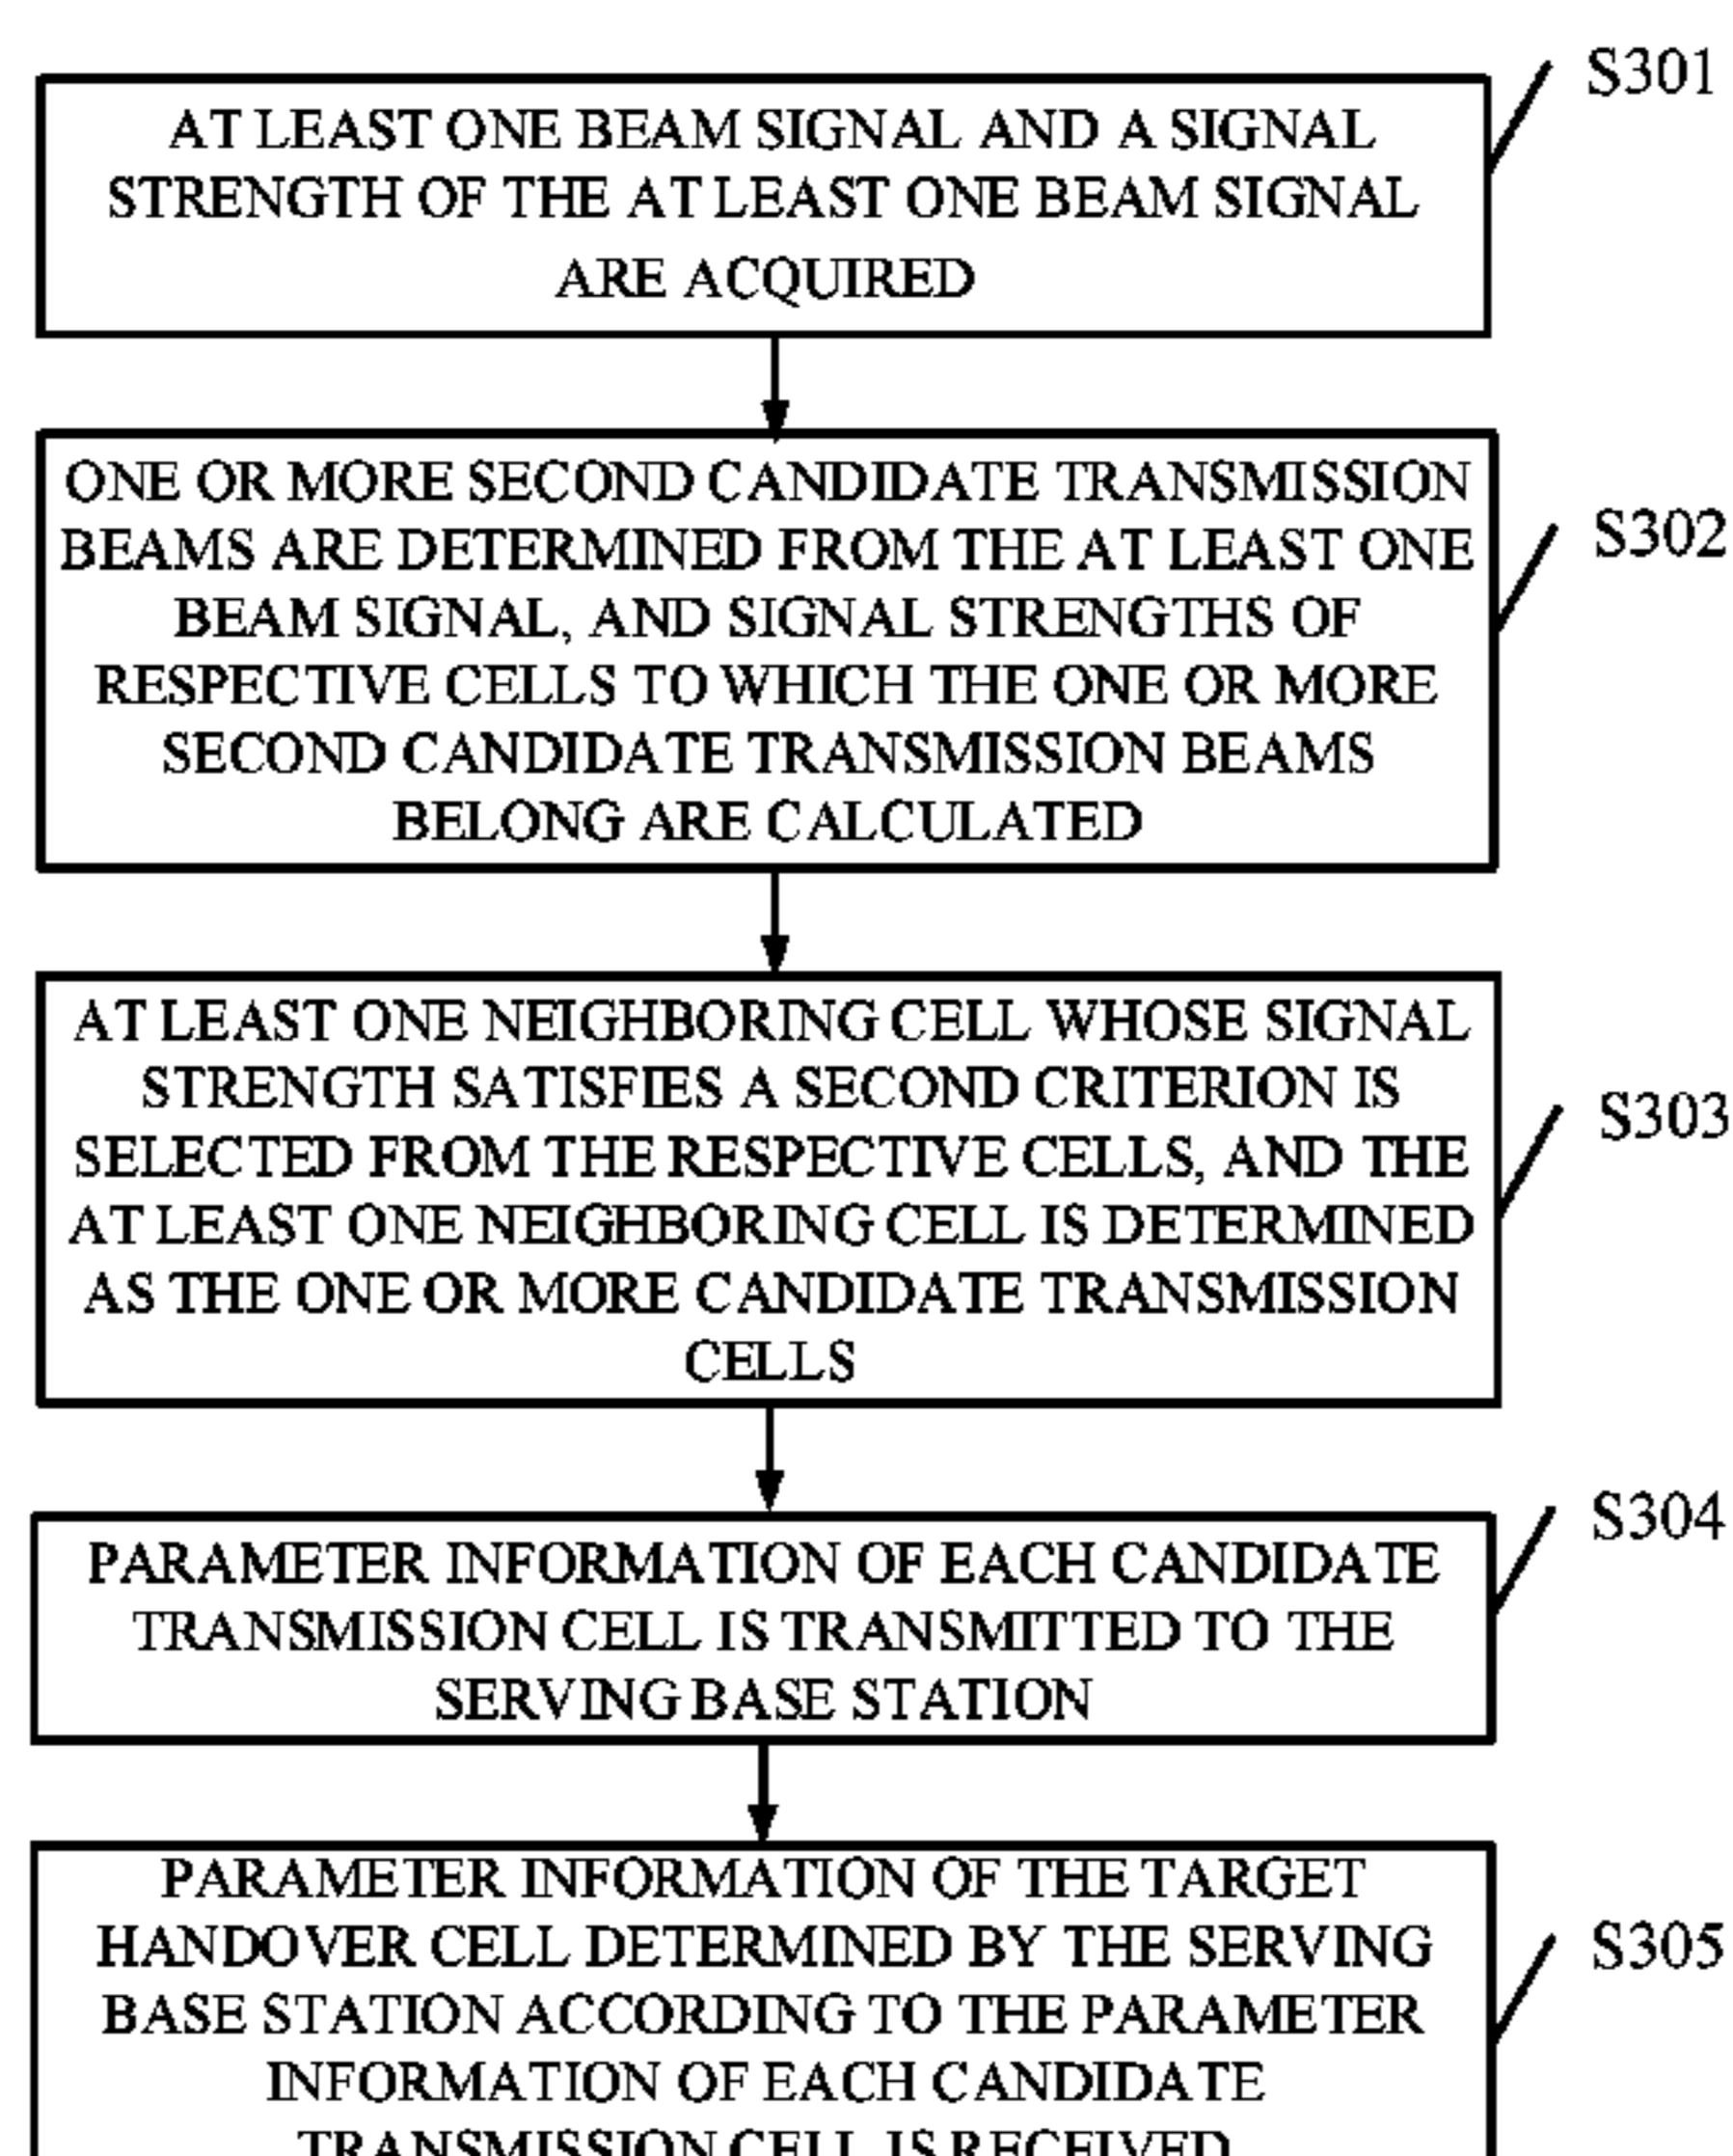 S301
AT LEAST ONE BEAM SIGNAL AND A SIGNAL
STRENGTH OF THE AT LEAST ONE BEAM SIGNAL
ARE ACQUIRED
ONE OR MORE SECOND CANDIDATE TRANSMISSION
BEAMS ARE DETERMINED FROM THE AT LEAST ONE
BEAM SIGNAL, AND SIGNAL STRENGTHS OF
RESPECTIVE CELLS TO WHICH THE ONE OR MORE
SECOND CANDIDATE TRANSMISSION BEAMS
BELONG ARE CALCULATED
S302
AT LEAST ONE NEIGHBORING CELL WHOSE SIGNAL
STRENGTH SATISFIES A SECOND CRITERION IS
SELECTED FROM THE RESPECTIVE CELLS, AND THE
AT LEAST ONE NEIGHBORING CELL IS DETERMINED
AS THE ONE OR MORE CANDIDATE TRANSMISSION
CELLS
S303
PARAMETER INFORMATION OF EACH CANDIDATE
TRANSMISSION CELL IS TRANSMITTED TO THE
SERVING BASE STATION
S304
PARAMETER INFORMATION OF THE TARGET
HANDOVER CELL DETERMINED BY THE SERVING
BASE STATION ACCORDING TO THE PARAMETER
INFORMATION OF EACH CANDIDATE
TRANSMISSION CELL IS RECEIVED
S305